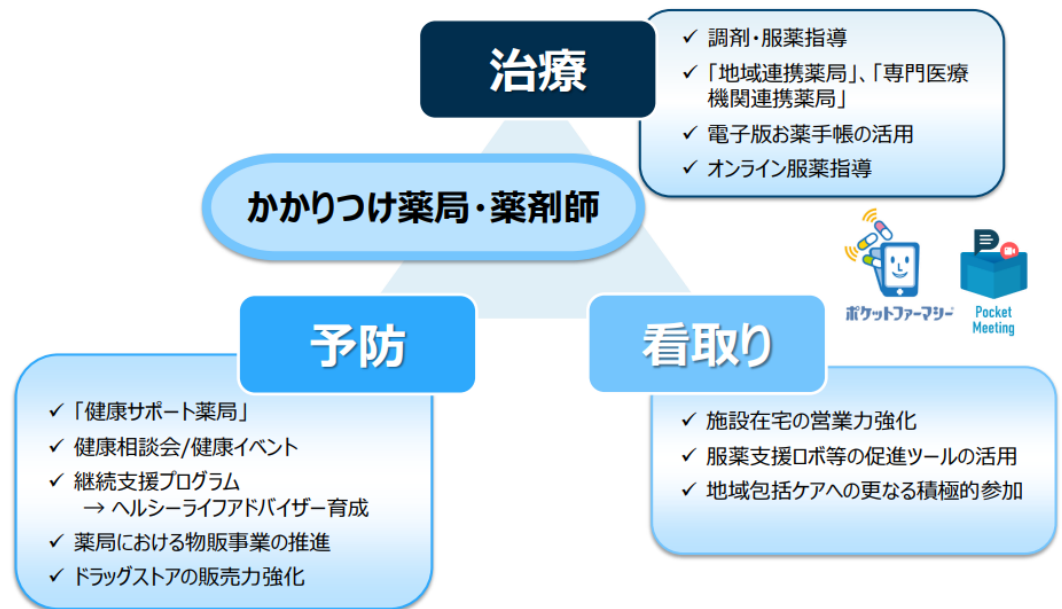 治療
✓ 調剤・服薬指導
✓ 「地域連携薬局」、「専門医療
機関連携薬局」
✓ 電子版お薬手帳の活用
✓ オンライン服薬指導
かかりつけ薬局・薬剤師
ポケットファーマシー
Pocket
Meeting
予防
✓ 「健康サポート薬局」
✓ 健康相談会/健康イベント
✓ 継続支援プログラム
→ ヘルシーライフアドバイザー育成
✓ 薬局における物販事業の推進
✓ ドラッグストアの販売力強化
看取り
✓ 施設在宅の営業力強化
✓ 服薬支援ロボ等の促進ツールの活用
✓ 地域包括ケアへの更なる積極的参加